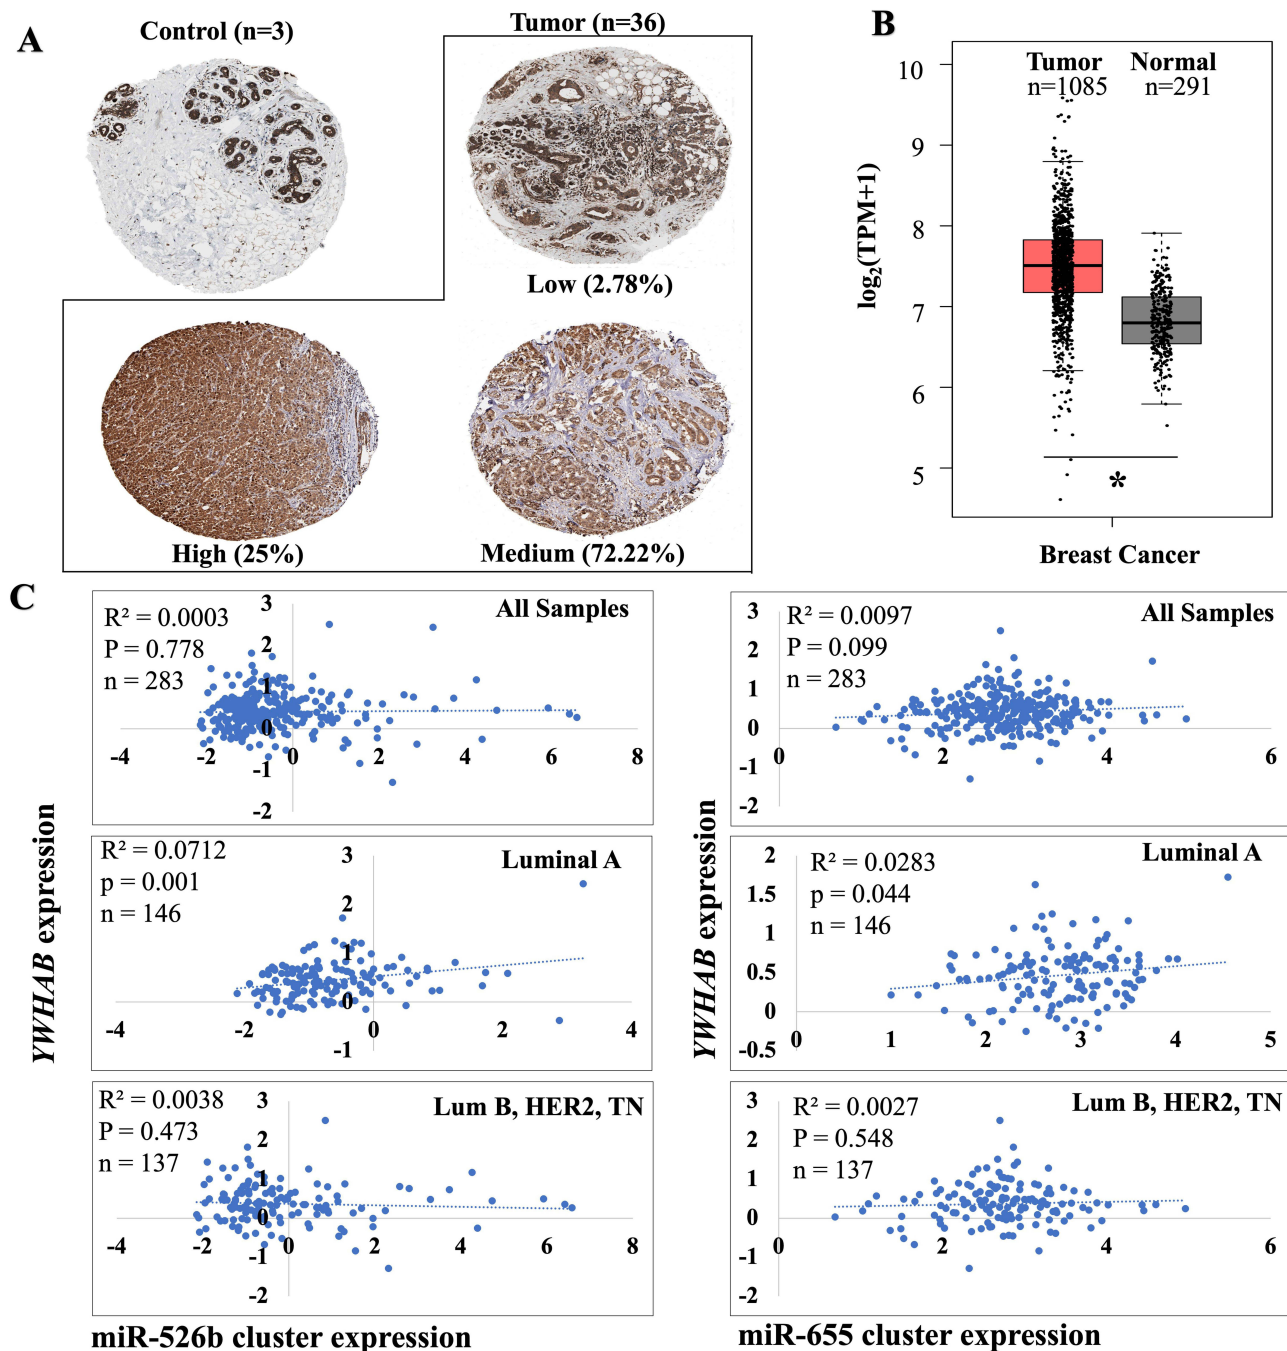 A
Control (n=3)
Tumor (n=36)
Low (2.78%)
High (25%)
Medium (72.22%)
B
Tumor
n=1085
Normal
n=291
log₂(TPM+1)
10
9
8
7
6
5
*
Breast Cancer
C
YWHAB expression
R² = 0.0003
P = 0.778
n = 283
All Samples
3
2
1
0
-1
-2
-4 -2 0 2 4 6 8
R² = 0.0712
p = 0.001
n = 146
Luminal A
3
2
1
0
-1
-4 -2 0 2 4
R² = 0.0038
P = 0.473
n = 137
Lum B, HER2, TN
3
2
1
0
-1
-2
-4 -2 0 2 4 6 8
miR-526b cluster expression
YWHAB expression
R² = 0.0097
P = 0.099
n = 283
All Samples
3
2
1
0
-1
-2
0 2 4 6
R² = 0.0283
p = 0.044
n = 146
Luminal A
2
1.5
1
0.5
0
-0.5
0 1 2 3 4 5
R² = 0.0027
P = 0.548
n = 137
Lum B, HER2, TN
3
2
1
0
-1
-2
0 2 4 6
miR-655 cluster expression